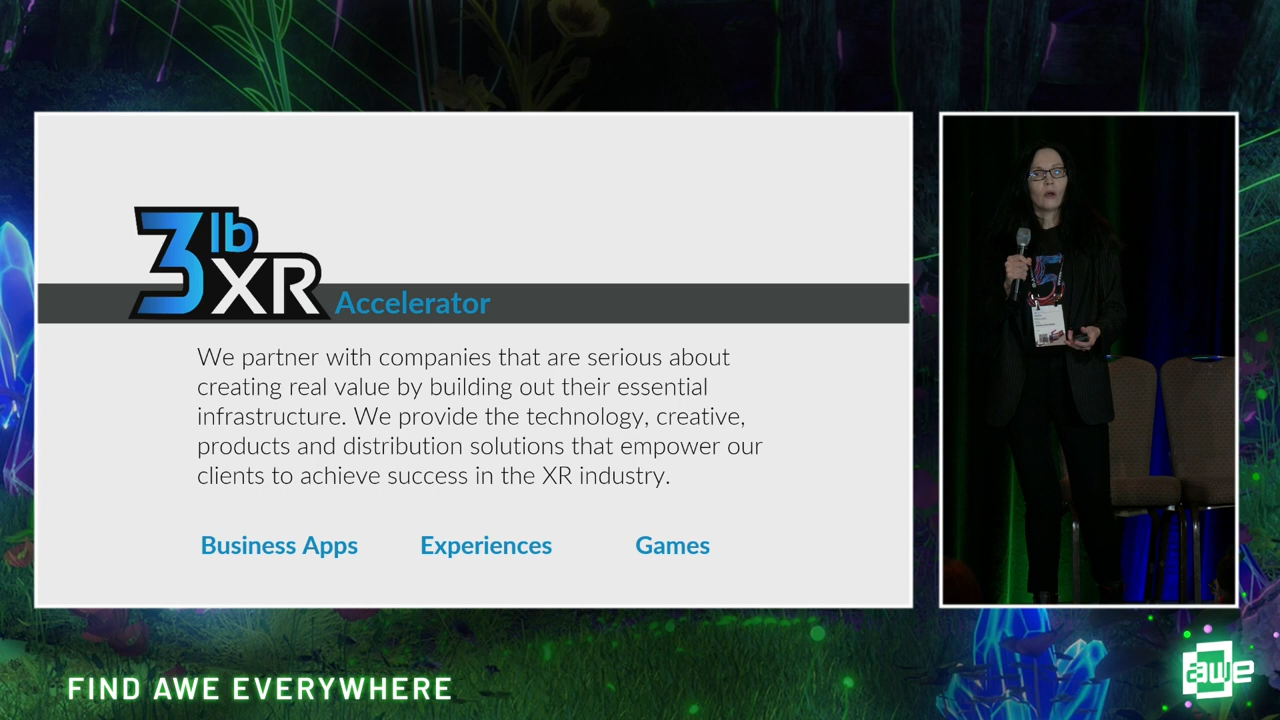 3lb
XR
Accelerator
We partner with companies that are serious about
creating real value by building out their essential
infrastructure. We provide the technology, creative,
products and distribution solutions that empower our
clients to achieve success in the XR industry.
Business Apps Experiences Games
FIND AWE EVERYWHERE
awe